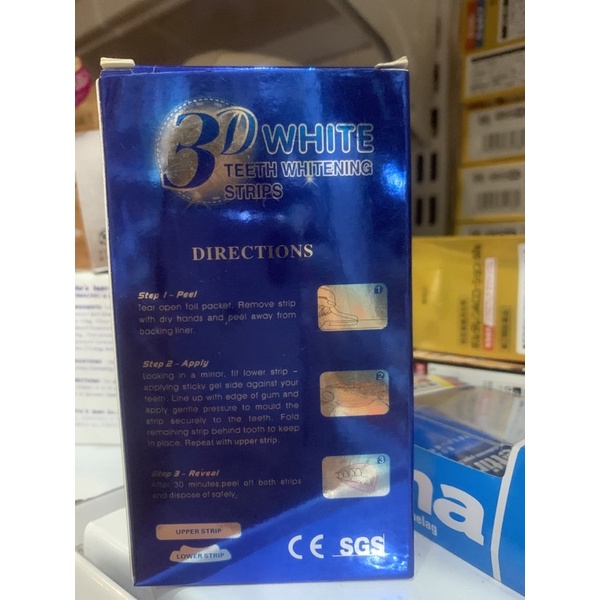 3D WHITE
TEETH WHITENING
STRIPS
DIRECTIONS
Step 1 - Peel
Tear open foil packet. Remove strip
with dry hands and peel away from
backing liner.
1
Step 2 - Apply
Looking in a mirror, fit lower strip -
applying sticky gel side against your
teeth. Line up with edge of gum and
apply gentle pressure to mould the
strip securely to the teeth. Fold
remaining strip behind tooth to keep
in place. Repeat with upper strip.
2
Step 3 - Reveal
After 30 minutes,peel off both strips
and dispose of safely.
3
UPPER STRIP
LOWER STRIP
CE SGS